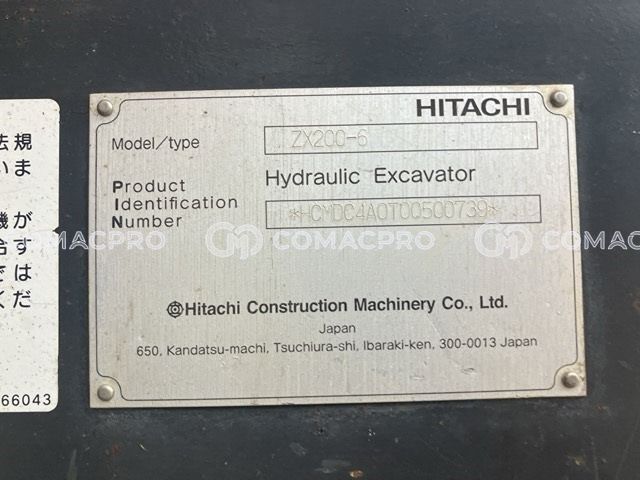 HITACHI
Model/type ZX200-6
Hydraulic Excavator
Product
Identification
Number *HCMDC4A0T00500739*
Hitachi Construction Machinery Co., Ltd.
Japan
650, Kandatsu-machi, Tsuchiura-shi, Ibaraki-ken, 300-0013 Japan
法規
いま
機が
冷す
では
くだ
66043
COMACPRO COMACPRO COMACPRO